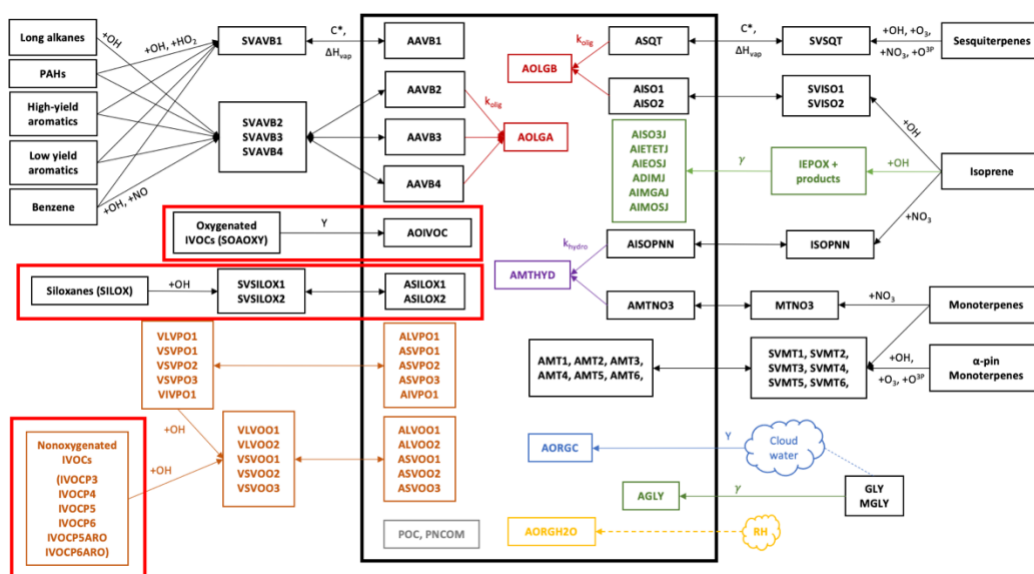 Long alkanes
PAHs
High-yield
aromatics
Low yield
aromatics
Benzene
+OH
+OH, +HO2
+OH, +NO
SVAVB1
SVAVB2
SVAVB3
SVAVB4
C*,
ΔHvap
AAVB1
AAVB2
AAVB3
AAVB4
kolig
AOLGA
Oxygenated
IVOCs (SOAOXY)
Y
AOIVOC
Siloxanes (SILOX)
+OH
SVSILOX1
SVSILOX2
ASILOX1
ASILOX2
VLVPO1
VSVPO1
VSVPO2
VSVPO3
VIVPO1
ALVPO1
ASVPO1
ASVPO2
ASVPO3
AIVPO1
+OH
Nonoxygenated
IVOCs
(IVOCP3
IVOCP4
IVOCP5
IVOCP6
IVOCP5ARO
IVOCP6ARO)
+OH
VLVOO1
VLVOO2
VSVOO1
VSVOO2
VSVOO3
ALVOO1
ALVOO2
ASVOO1
ASVOO2
ASVOO3
POC, PNCOM
AOLGB
kolig
ASQT
C*,
ΔHvap
SVSQT
+OH, +O3,
+NO3, +O3P
Sesquiterpenes
AISO1
AISO2
SVISO1
SVISO2
+OH
AISO3J
AIETETJ
AIEOSJ
ADIMJ
AIMGAJ
AIMOSJ
γ
IEPOX +
products
+OH
Isoprene
+NO3
khydro
AISOPNN
ISOPNN
AMTHYD
AMTNO3
MTNO3
+NO3
Monoterpenes
AMT1, AMT2, AMT3,
AMT4, AMT5, AMT6,
SVMT1, SVMT2,
SVMT3, SVMT4,
SVMT5, SVMT6,
+OH,
+O3, +O3P
α-pin
Monoterpenes
AORGC
Y
Cloud
water
AGLY
γ
GLY
MGLY
AORGH2O
RH